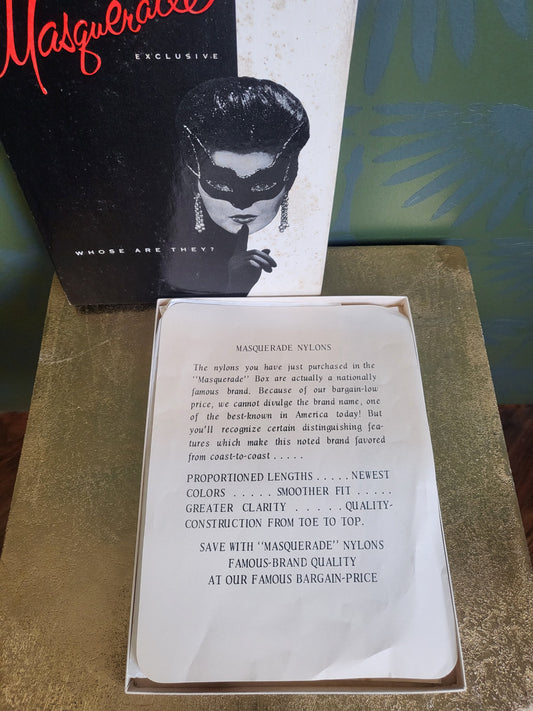 Masquerade
EXCLUSIVE
WHOSE ARE THEY?
MASQUERADE NYLONS
The nylons you have just purchased in the
"Masquerade" Box are actually a nationally
famous brand. Because of our bargain-low
price, we cannot divulge the brand name, one
of the best-known in America today! But
you'll recognize certain distinguishing fea-
tures which make this noted brand favored
from coast-to-coast . . . . .
PROPORTIONED LENGTHS . . . . . NEWEST
COLORS . . . . . SMOOTHER FIT . . . . .
GREATER CLARITY . . . . . QUALITY-
CONSTRUCTION FROM TOE TO TOP.
SAVE WITH "MASQUERADE" NYLONS
FAMOUS-BRAND QUALITY
AT OUR FAMOUS BARGAIN-PRICE